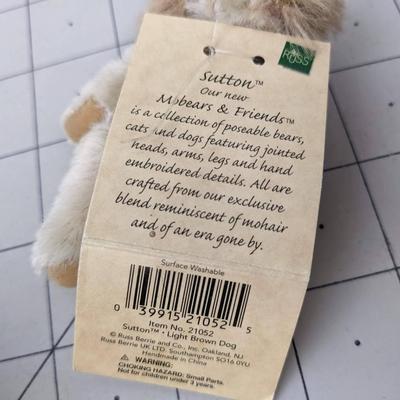 RUSS
Sutton™
Our new
Mobears & Friends™
is a collection of poseable bears,
cats and dogs featuring jointed
heads, arms, legs and hand
embroidered details. All are
crafted from our exclusive
blend reminiscent of mohair
and of an era gone by.
Surface Washable
0 39915 21052 5
Item No. 21052
Sutton™ • Light Brown Dog
© Russ Berrie and Co., Inc. Oakland, NJ
Russ Berrie UK LTD. Southampton SO16 0YU
Handmade in China
⚠ WARNING:
CHOKING HAZARD: Small Parts.
Not for children under 3 years.